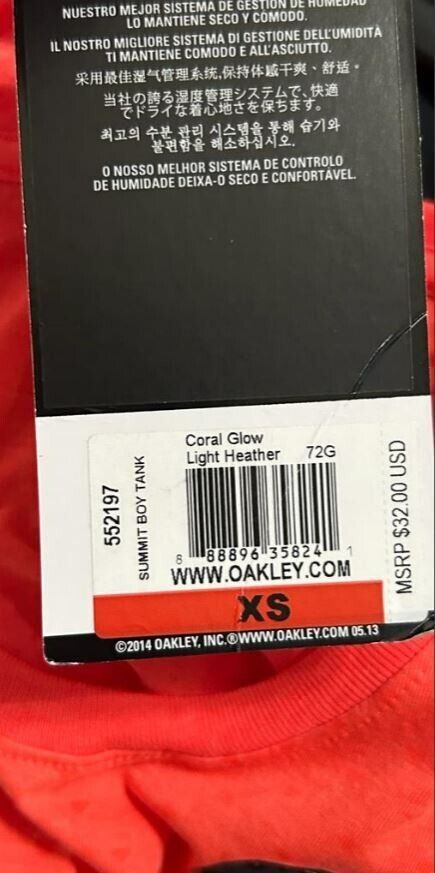 NUESTRO MEJOR SISTEMA DE GESTIÓN DE HUMEDAD
LO MANTIENE SECO Y CÓMODO.
IL NOSTRO MIGLIORE SISTEMA DI GESTIONE DELL'UMIDITÀ
TI MANTIENE COMODO E ALL'ASCIUTTO.
采用最佳湿气管理系统,保持体感干爽、舒适。
当社の誇る湿度管理システムで、快適
でドライな着心地さを保ちます。
최고의 수분 관리 시스템을 통해 습기와
불편함을 해소하십시오.
O NOSSO MELHOR SISTEMA DE CONTROLO
DE HUMIDADE DEIXA-O SECO E CONFORTÁVEL.
552197
SUMMIT BOY TANK
Coral Glow
Light Heather 72G
8 88896 35824 1
WWW.OAKLEY.COM
XS
MSRP $32.00 USD
©2014 OAKLEY, INC.®WWW.OAKLEY.COM 05.13